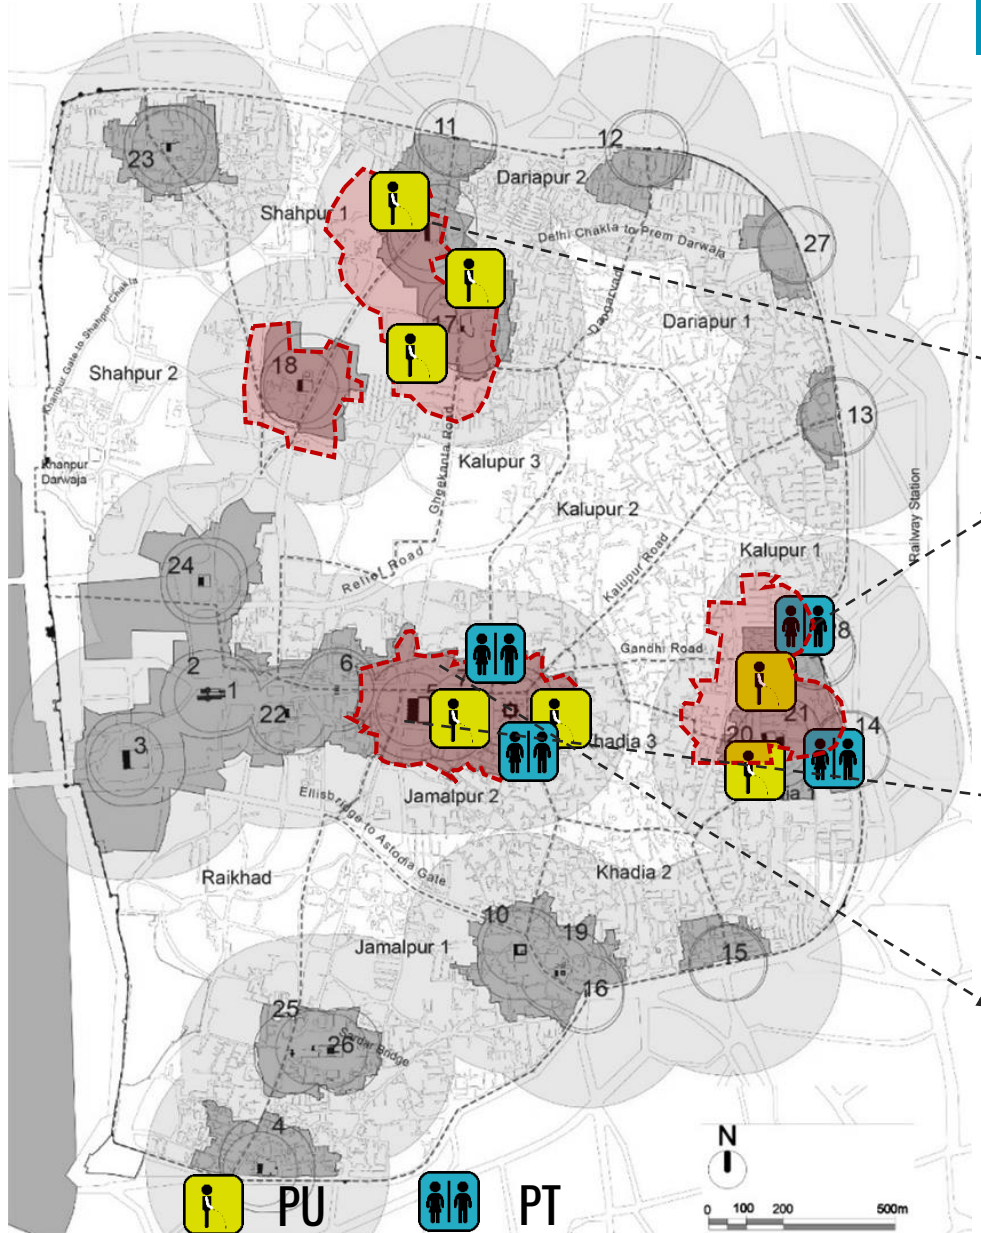 11
12
23
Dariapur 2
Shahpur 1
Delhi Chakla to Prem Darwaja
27
Khanpur Gate to Shahpur Chakla
Dangarvad
17
Dariapur 1
18
Shahpur 2
13
Gheekanta Road
Khanpur
Darwaja
Kalupur 3
Kalupur 2
Railway Station
Relief Road
Kalupur Road
Kalupur 1
24
8
Gandhi Road
2
6
1
5
22
21
14
3
20
Khadia 3
Jamalpur 2
Ellisbridge to Astodia Gate
Raikhad
Khadia 2
10
19
Jamalpur 1
15
16
25
26
Sardar Bridge
4
N
PU
PT
0 100 200 500m